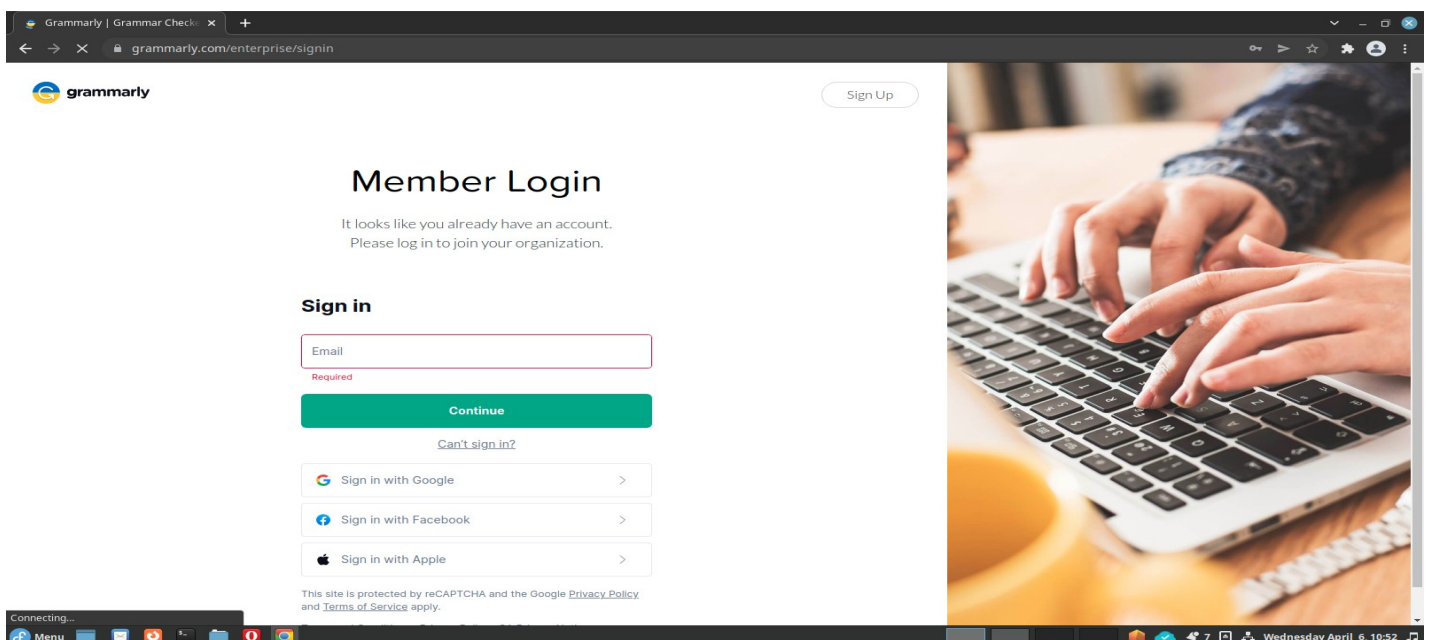 Grammarly | Grammar Checke
grammarly.com/enterprise/signin
grammarly
Sign Up
Member Login
It looks like you already have an account.
Please log in to join your organization.
Sign in
Email
Required
Continue
Can't sign in?
Sign in with Google
Sign in with Facebook
Sign in with Apple
This site is protected by reCAPTCHA and the Google Privacy Policy
and Terms of Service apply.
Connecting...
Menu
7
Wednesday April 6, 10:52